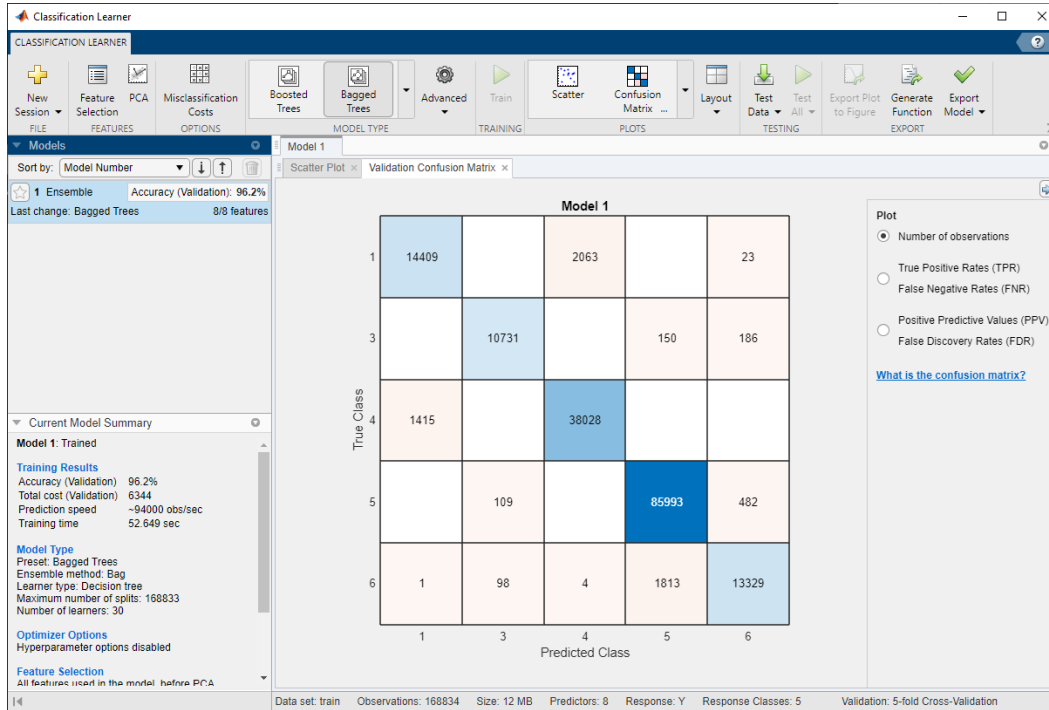 Classification Learner
CLASSIFICATION LEARNER
?
New Session
Feature Selection
PCA
Misclassification Costs
Boosted Trees
Bagged Trees
Advanced
Train
Scatter
Confusion Matrix ...
Layout
Test Data
Test All
Export Plot to Figure
Generate Function
Export Model
FILE
FEATURES
OPTIONS
MODEL TYPE
TRAINING
PLOTS
TESTING
EXPORT
Models
Sort by: Model Number
1 Ensemble Accuracy (Validation): 96.2%
Last change: Bagged Trees 8/8 features
Current Model Summary
Model 1: Trained
Training Results
Accuracy (Validation) 96.2%
Total cost (Validation) 6344
Prediction speed ~94000 obs/sec
Training time 52.649 sec
Model Type
Preset: Bagged Trees
Ensemble method: Bag
Learner type: Decision tree
Maximum number of splits: 168833
Number of learners: 30
Optimizer Options
Hyperparameter options disabled
Feature Selection
All features used in the model, before PCA
Model 1
Scatter Plot Validation Confusion Matrix
Model 1
True Class
1 14409 2063 23
3 10731 150 186
4 1415 38028
5 109 85993 482
6 1 98 4 1813 13329
1 3 4 5 6
Predicted Class
Plot
Number of observations
True Positive Rates (TPR)
False Negative Rates (FNR)
Positive Predictive Values (PPV)
False Discovery Rates (FDR)
What is the confusion matrix?
Data set: train Observations: 168834 Size: 12 MB Predictors: 8 Response: Y Response Classes: 5 Validation: 5-fold Cross-Validation